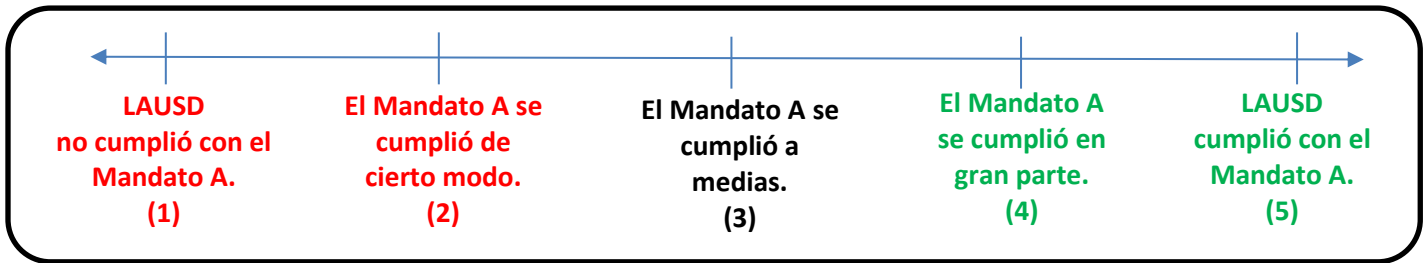 LAUSD
no cumplió con el
Mandato A.
(1)
El Mandato A se
cumplió de
cierto modo.
(2)
El Mandato A se
cumplió a
medias.
(3)
El Mandato A
se cumplió en
gran parte.
(4)
LAUSD
cumplió con el
Mandato A.
(5)